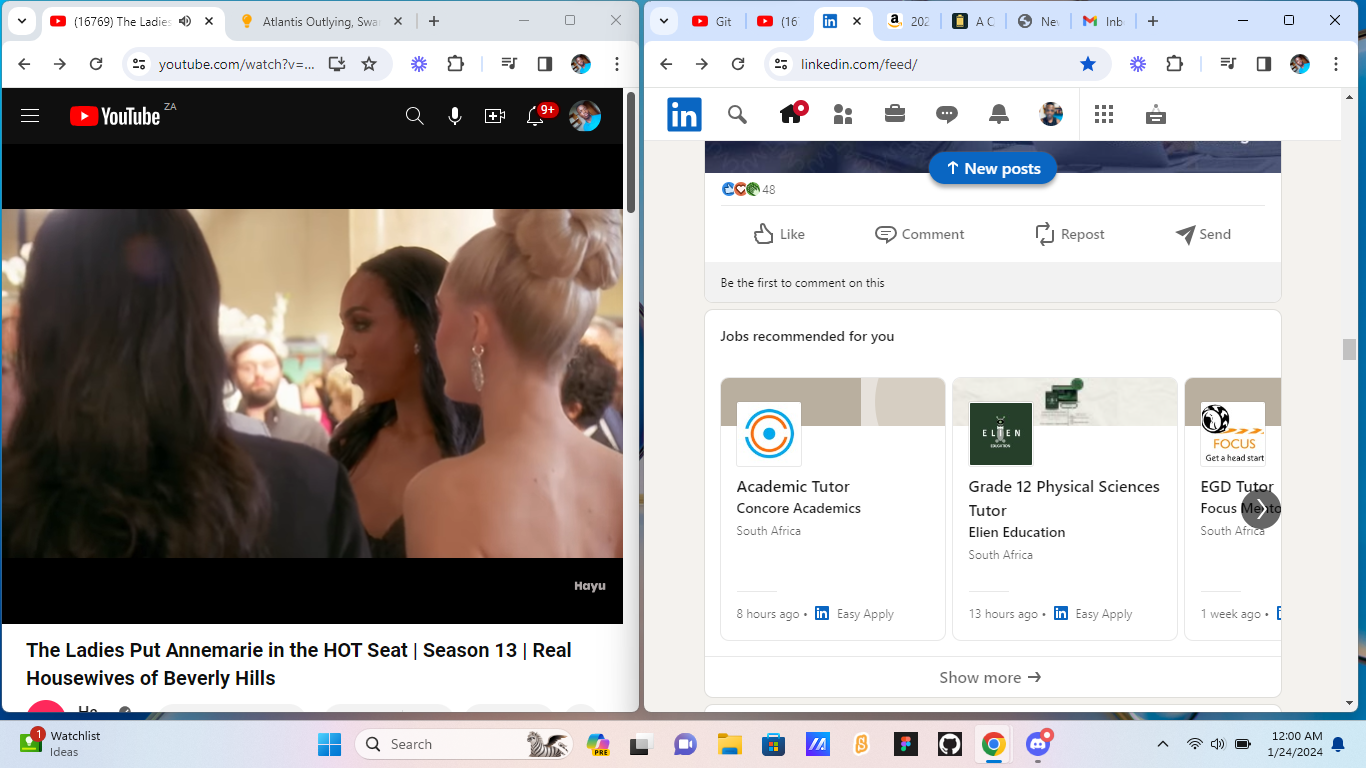 (16769) The Ladies
Atlantis Outlying, Swa
youtube.com/watch?v=...
YouTube ZA
9+
Hayu
The Ladies Put Annemarie in the HOT Seat | Season 13 | Real
Housewives of Beverly Hills
Git
(16
202
A C
Nev
Inb
linkedin.com/feed/
in
New posts
48
Like
Comment
Repost
Send
Be the first to comment on this
Jobs recommended for you
Academic Tutor
Concore Academics
South Africa
8 hours ago • in Easy Apply
ELIEN
EDUCATION
Grade 12 Physical Sciences
Tutor
Elien Education
South Africa
13 hours ago • in Easy Apply
FOCUS
Get a head start
EGD Tutor
Focus
South Africa
1 week ago •
Show more
1
Watchlist
Ideas
Search
PRE
12:00 AM
1/24/2024